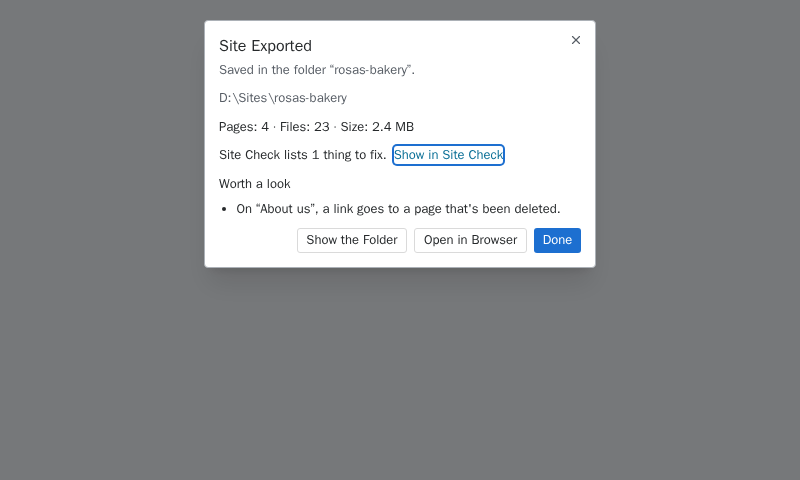 Site Exported
Saved in the folder “rosas-bakery”.
D:\Sites\rosas-bakery
Pages: 4 · Files: 23 · Size: 2.4 MB
Site Check lists 1 thing to fix. Show in Site Check
Worth a look
• On “About us”, a link goes to a page that's been deleted.
Show the Folder Open in Browser Done